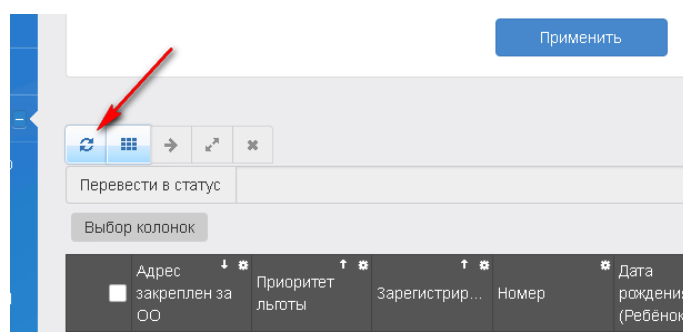 Применить
Перевести в статус
Выбор колонок
Адрес
закреплен за
ОО
Приоритет
льготы
Зарегистрир...
Номер
Дата
рождения
(Ребёнок